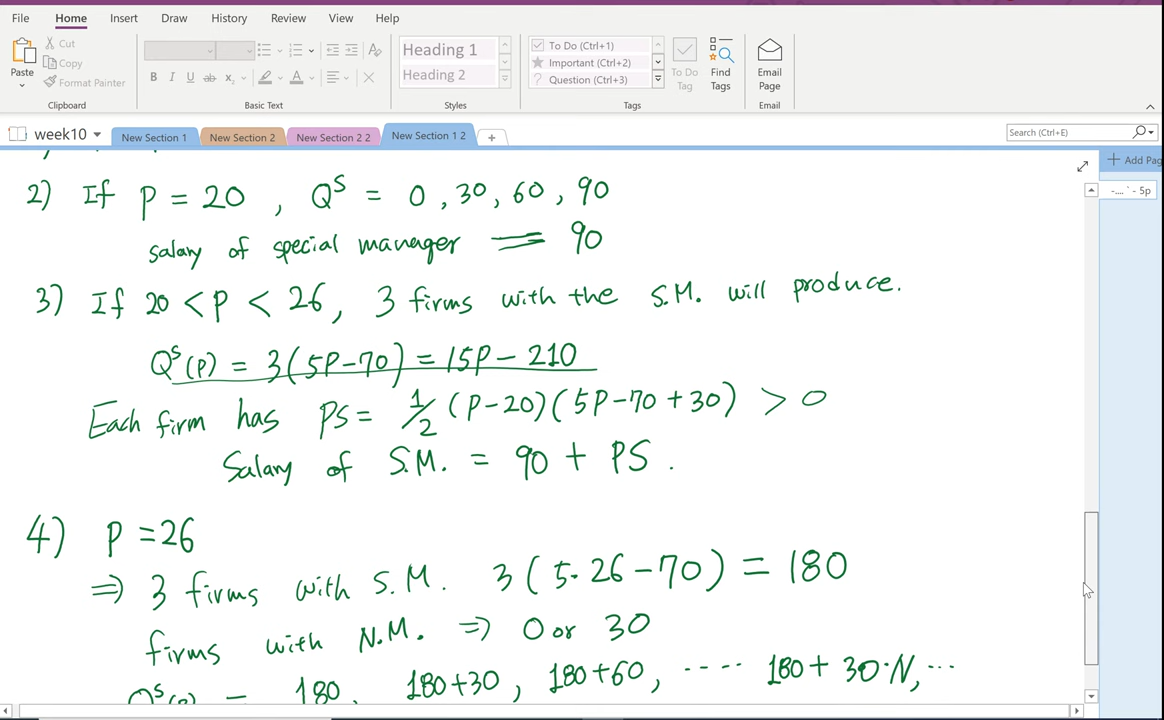 File Home Insert Draw History Review View Help
Paste Cut Copy Format Painter
Heading 1
Heading 2
To Do (Ctrl+1)
Important (Ctrl+2)
Question (Ctrl+3)
To Do Tag
Find Tags
Email Page
B I U ab x
Clipboard Basic Text Styles Tags Email
week10 New Section 1 New Section 2 New Section 2 2 New Section 1 2 + Search (Ctrl+E)
+ Add Pag
-.... ` - 5p
2) If P = 20 , Q^S = 0 , 30 , 60 , 90
salary of special manager = 90
3) If 20 < P < 26, 3 firms with the S.M. will produce.
Q^S(P) = 3(5P-70) = 15P - 210
Each firm has PS = 1/2 (P-20)(5P-70+30) > 0
Salary of S.M. = 90 + PS .
4) P = 26
⇒ 3 firms with S.M. 3(5·26-70) = 180
firms with N.M. ⇒ 0 or 30
180, 180+30, 180+60, ---- 180+30·N, ...